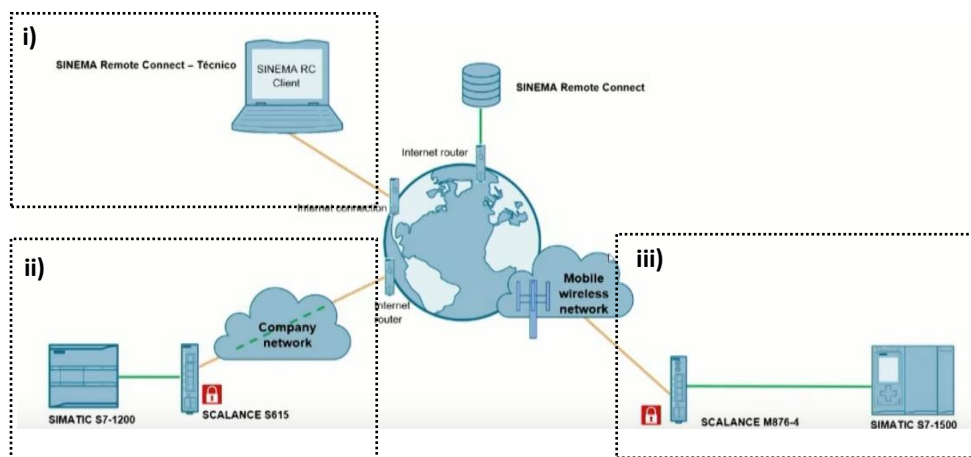 i)
SINEMA Remote Connect – Técnico
SINEMA RC
Client
SINEMA Remote Connect
Internet router
Internet connection
ii)
Company
network
Internet
router
SIMATIC S7-1200
SCALANCE S615
iii)
Mobile
wireless
network
SCALANCE M876-4
SIMATIC S7-1500